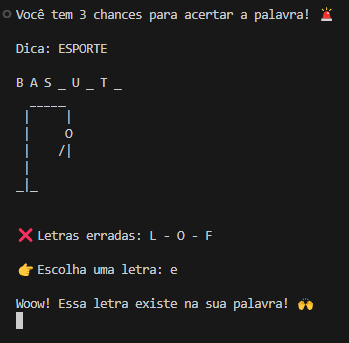 Você tem 3 chances para acertar a palavra! 🚨
Dica: ESPORTE
B A S _ U _ T _
_____
| |
| O
| /|
|
_|_
❌ Letras erradas: L - O - F
👉 Escolha uma letra: e
Woow! Essa letra existe na sua palavra! 🙌